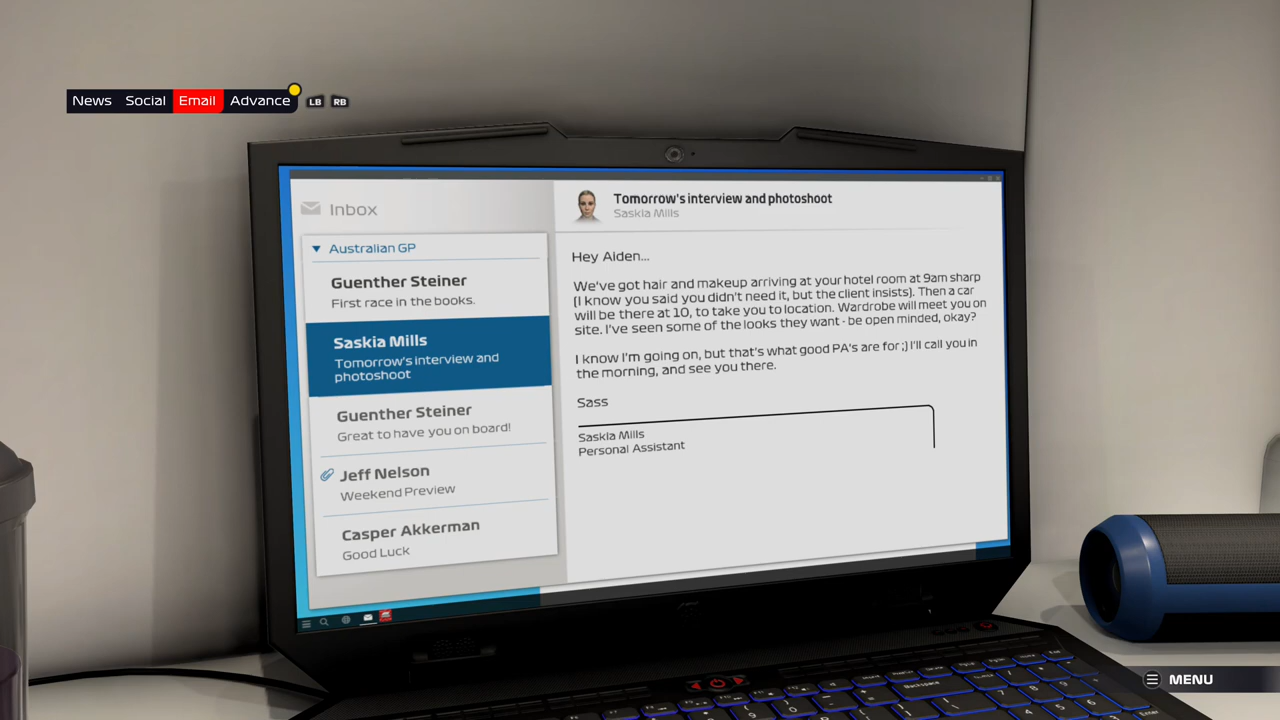 News Social Email Advance LB RB
Inbox
Australian GP
Guenther Steiner
First race in the books.
Saskia Mills
Tomorrow's interview and
photoshoot
Guenther Steiner
Great to have you on board!
Jeff Nelson
Weekend Preview
Casper Akkerman
Good Luck
Tomorrow's interview and photoshoot
Saskia Mills
Hey Aiden...
We've got hair and makeup arriving at your hotel room at 9am sharp
(I know you said you didn't need it, but the client insists). Then a car
will be there at 10, to take you to location. Wardrobe will meet you on
site. I've seen some of the looks they want - be open minded, okay?
I know I'm going on, but that's what good PA's are for ;) I'll call you in
the morning, and see you there.
Sass
Saskia Mills
Personal Assistant
Backspace
MENU